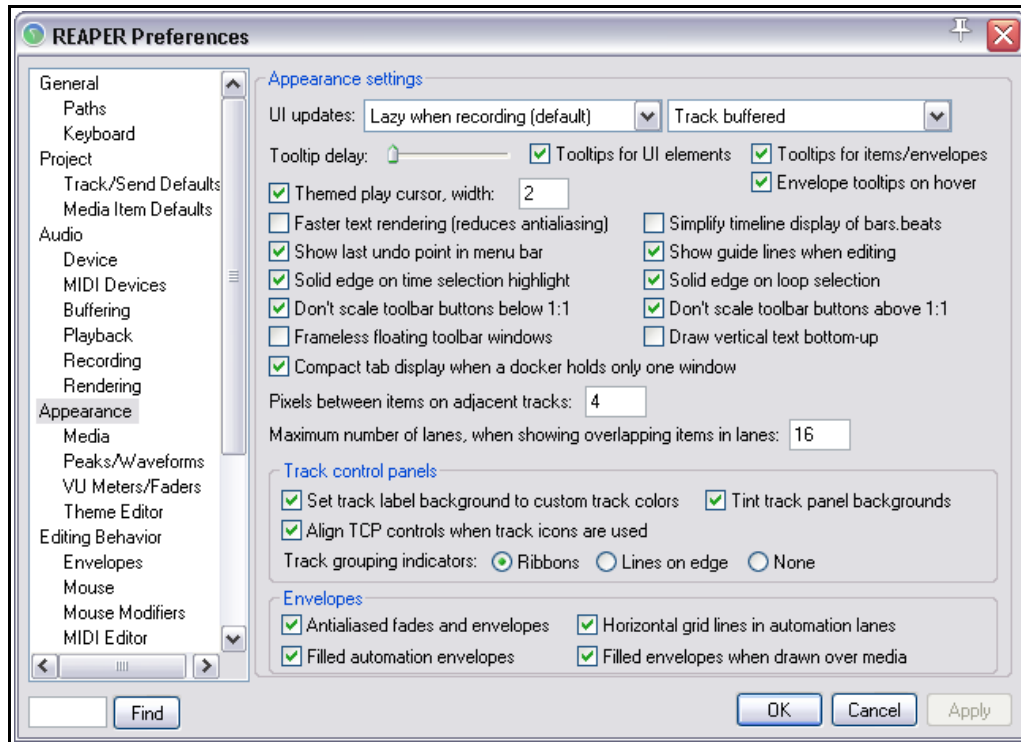 REAPER Preferences
General
Paths
Keyboard
Project
Track/Send Defaults
Media Item Defaults
Audio
Device
MIDI Devices
Buffering
Playback
Recording
Rendering
Appearance
Media
Peaks/Waveforms
VU Meters/Faders
Theme Editor
Editing Behavior
Envelopes
Mouse
Mouse Modifiers
MIDI Editor
Find
Appearance settings
UI updates: Lazy when recording (default) Track buffered
Tooltip delay: Tooltips for UI elements Tooltips for items/envelopes
Envelope tooltips on hover
Themed play cursor, width: 2
Faster text rendering (reduces antialiasing) Simplify timeline display of bars.beats
Show last undo point in menu bar Show guide lines when editing
Solid edge on time selection highlight Solid edge on loop selection
Don't scale toolbar buttons below 1:1 Don't scale toolbar buttons above 1:1
Frameless floating toolbar windows Draw vertical text bottom-up
Compact tab display when a docker holds only one window
Pixels between items on adjacent tracks: 4
Maximum number of lanes, when showing overlapping items in lanes: 16
Track control panels
Set track label background to custom track colors Tint track panel backgrounds
Align TCP controls when track icons are used
Track grouping indicators: Ribbons Lines on edge None
Envelopes
Antialiased fades and envelopes Horizontal grid lines in automation lanes
Filled automation envelopes Filled envelopes when drawn over media
OK Cancel Apply